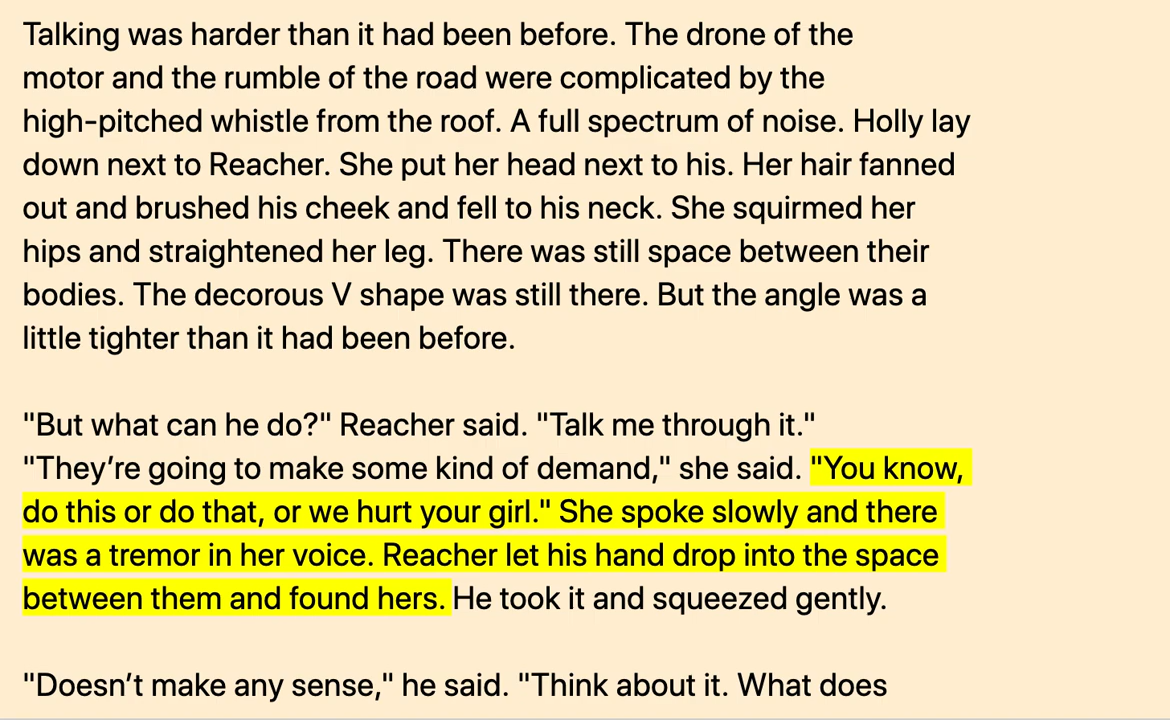 Talking was harder than it had been before. The drone of the
motor and the rumble of the road were complicated by the
high-pitched whistle from the roof. A full spectrum of noise. Holly lay
down next to Reacher. She put her head next to his. Her hair fanned
out and brushed his cheek and fell to his neck. She squirmed her
hips and straightened her leg. There was still space between their
bodies. The decorous V shape was still there. But the angle was a
little tighter than it had been before.
"But what can he do?" Reacher said. "Talk me through it."
"They’re going to make some kind of demand," she said. "You know,
do this or do that, or we hurt your girl." She spoke slowly and there
was a tremor in her voice. Reacher let his hand drop into the space
between them and found hers. He took it and squeezed gently.
"Doesn’t make any sense," he said. "Think about it. What does